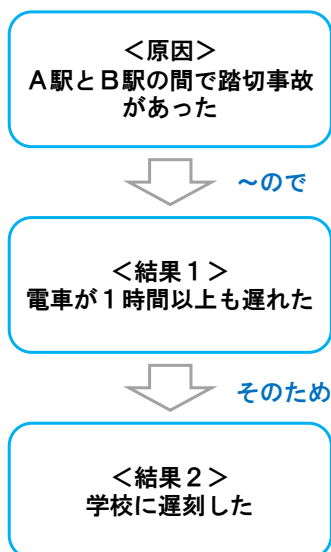 ＜原因＞
Ａ駅とＢ駅の間で踏切事故
があった
～ので
＜結果１＞
電車が１時間以上も遅れた
そのため
＜結果２＞
学校に遅刻した